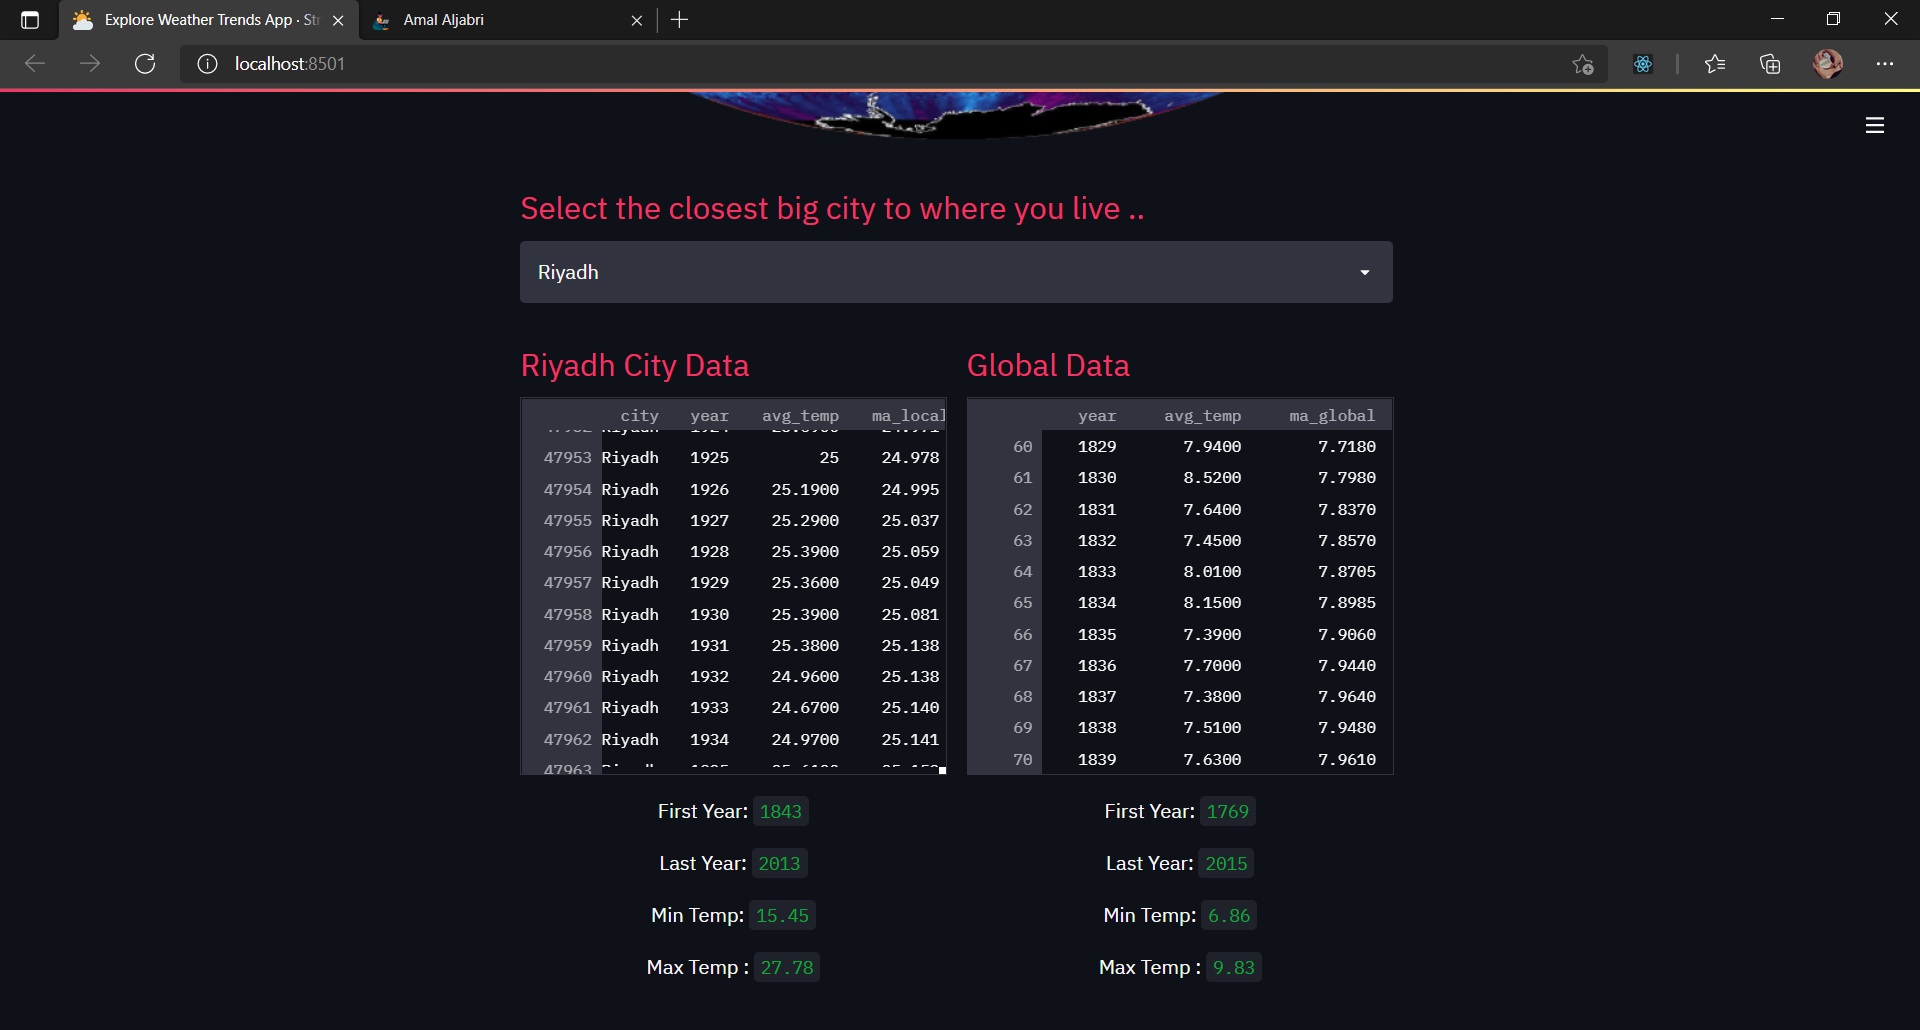 Explore Weather Trends App · Str
Amal Aljabri
localhost:8501
Select the closest big city to where you live ..
Riyadh
Riyadh City Data
city year avg_temp ma_local
47953 Riyadh 1925 25 24.978
47954 Riyadh 1926 25.1900 24.995
47955 Riyadh 1927 25.2900 25.037
47956 Riyadh 1928 25.3900 25.059
47957 Riyadh 1929 25.3600 25.049
47958 Riyadh 1930 25.3900 25.081
47959 Riyadh 1931 25.3800 25.138
47960 Riyadh 1932 24.9600 25.138
47961 Riyadh 1933 24.6700 25.140
47962 Riyadh 1934 24.9700 25.141
47963
First Year: 1843
Last Year: 2013
Min Temp: 15.45
Max Temp : 27.78
Global Data
year avg_temp ma_global
60 1829 7.9400 7.7180
61 1830 8.5200 7.7980
62 1831 7.6400 7.8370
63 1832 7.4500 7.8570
64 1833 8.0100 7.8705
65 1834 8.1500 7.8985
66 1835 7.3900 7.9060
67 1836 7.7000 7.9440
68 1837 7.3800 7.9640
69 1838 7.5100 7.9480
70 1839 7.6300 7.9610
First Year: 1769
Last Year: 2015
Min Temp: 6.86
Max Temp : 9.83